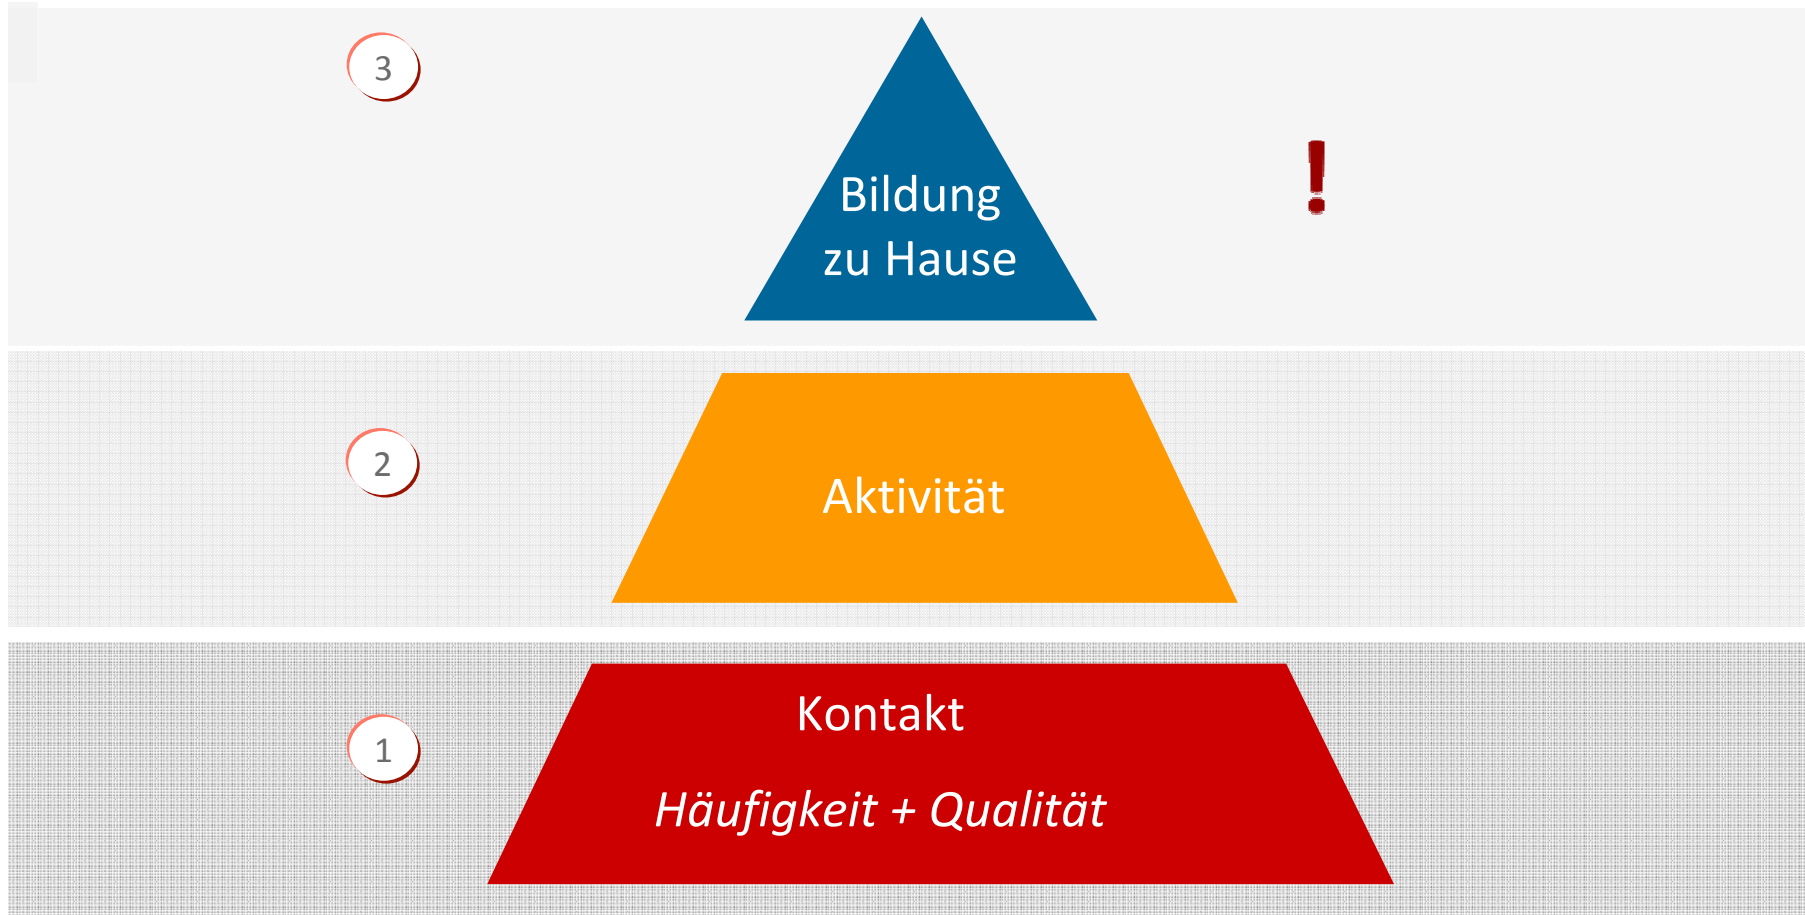 3
Bildung
zu Hause
!
2
Aktivität
1
Kontakt
Häufigkeit + Qualität